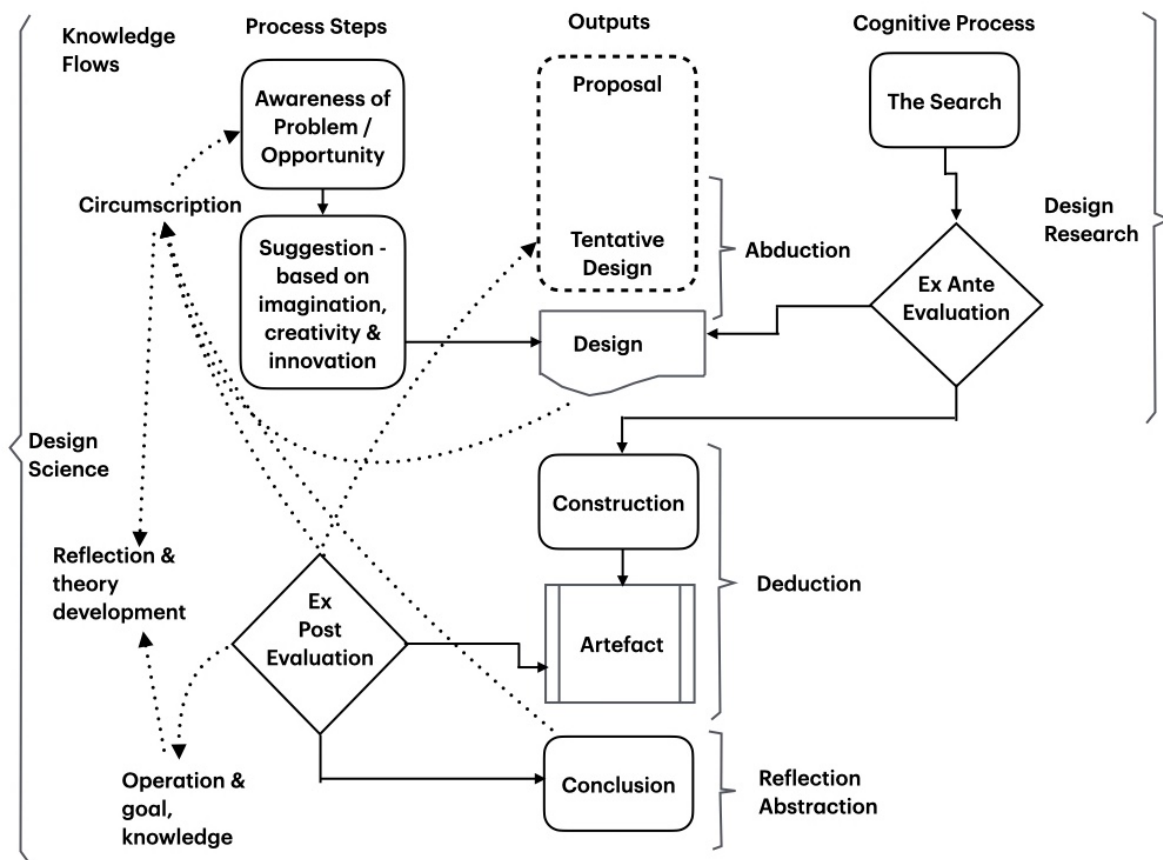 Knowledge
Flows
Process Steps
Outputs
Cognitive Process
Awareness of
Problem /
Opportunity
Proposal
The Search
Circumscription
Suggestion -
based on
imagination,
creativity &
innovation
Tentative
Design
Abduction
Design
Research
Ex Ante
Evaluation
Design
Design
Science
Construction
Reflection &
theory
development
Ex
Post
Evaluation
Artefact
Deduction
Operation &
goal,
knowledge
Conclusion
Reflection
Abstraction